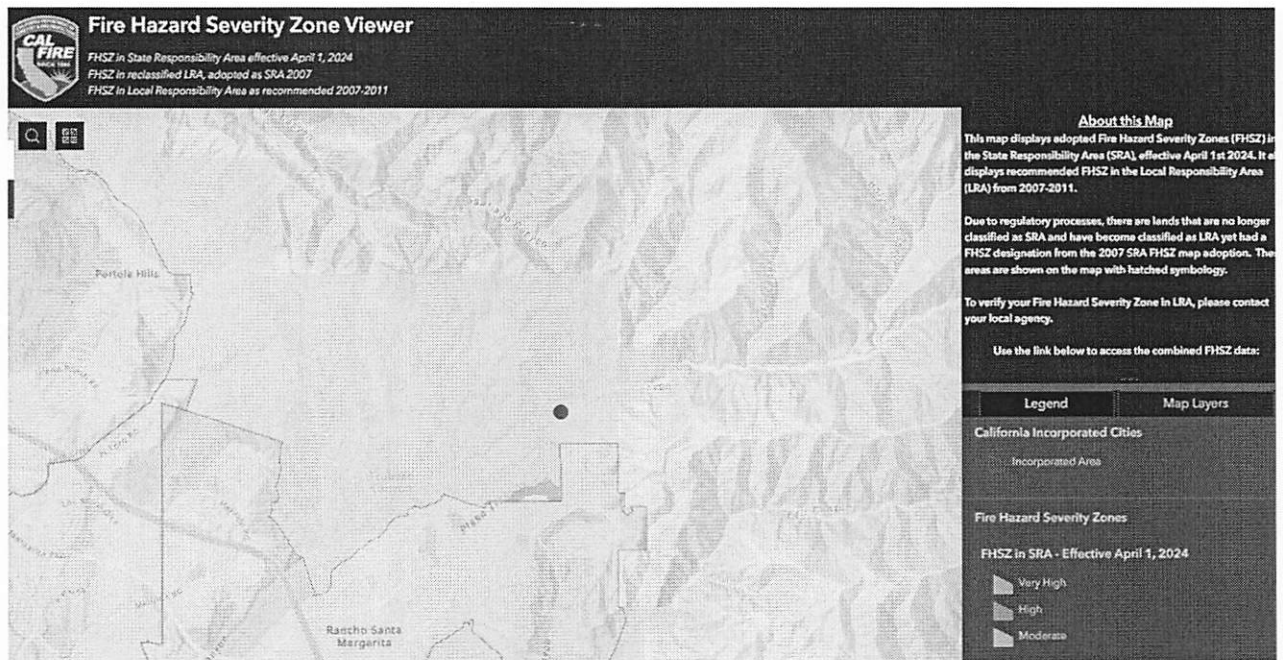 Fire Hazard Severity Zone Viewer
CAL
FIRE
SINCE 1885
FHSZ in State Responsibility Area effective April 1, 2024
FHSZ in reclassified LRA, adopted as SRA 2007
FHSZ in Local Responsibility Area as recommended 2007-2011
About this Map
This map displays adopted Fire Hazard Severity Zones (FHSZ) in
the State Responsibility Area (SRA), effective April 1st 2024. It al
displays recommended FHSZ in the Local Responsibility Area
(LRA) from 2007-2011.
Due to regulatory processes, there are lands that are no longer
classified as SRA and have become classified as LRA yet had a
FHSZ designation from the 2007 SRA FHSZ map adoption. Thes
areas are shown on the map with hatched symbology.
To verify your Fire Hazard Severity Zone in LRA, please contact
your local agency.
Use the link below to access the combined FHSZ data:
Legend
Map Layers
California Incorporated Cities
Incorporated Area
Fire Hazard Severity Zones
FHSZ in SRA - Effective April 1, 2024
Very High
High
Moderate
Portola Hills
Plano Tr
Rancho Santa
Margarita